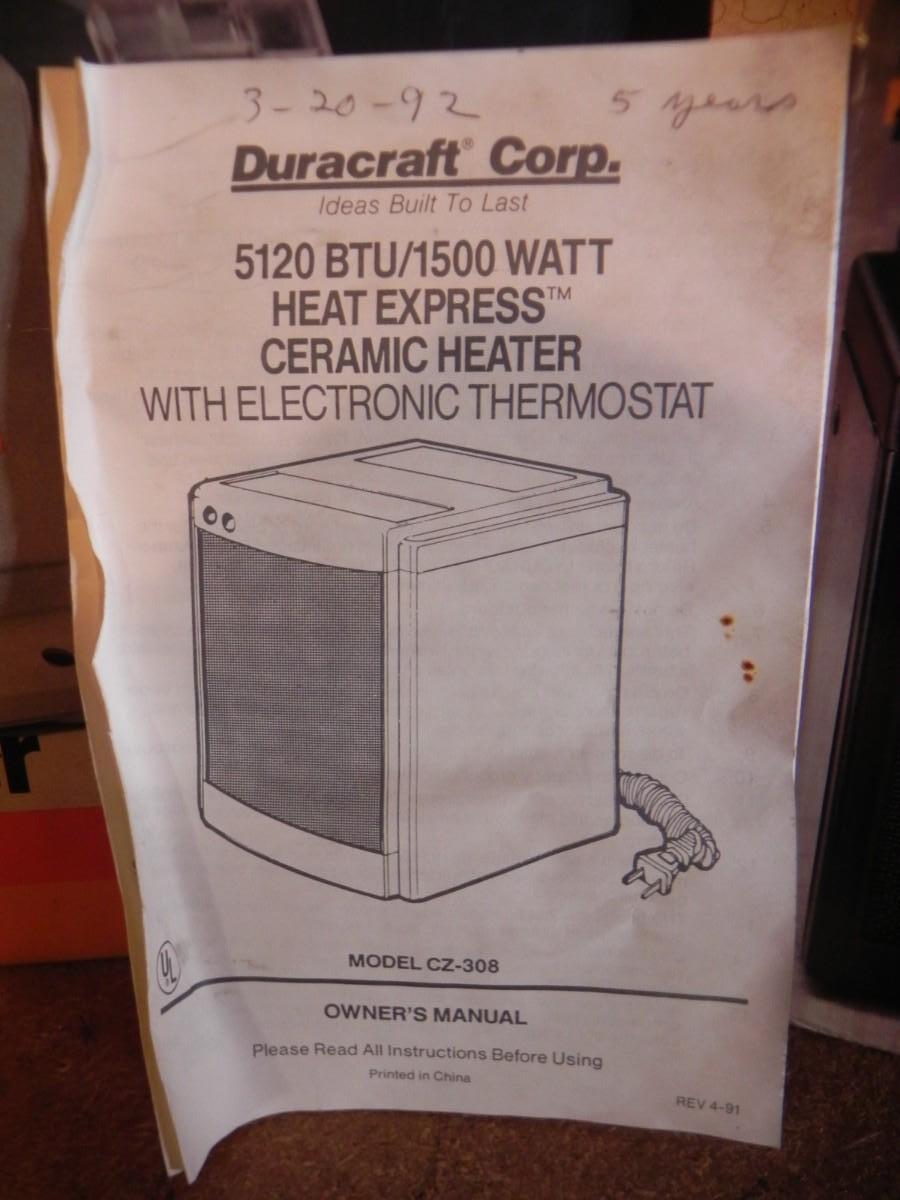 3-20-92 5 years
Duracraft® Corp.
Ideas Built To Last
5120 BTU/1500 WATT
HEAT EXPRESS™
CERAMIC HEATER
WITH ELECTRONIC THERMOSTAT
UL
MODEL CZ-308
OWNER'S MANUAL
Please Read All Instructions Before Using
Printed in China
REV 4-91
r